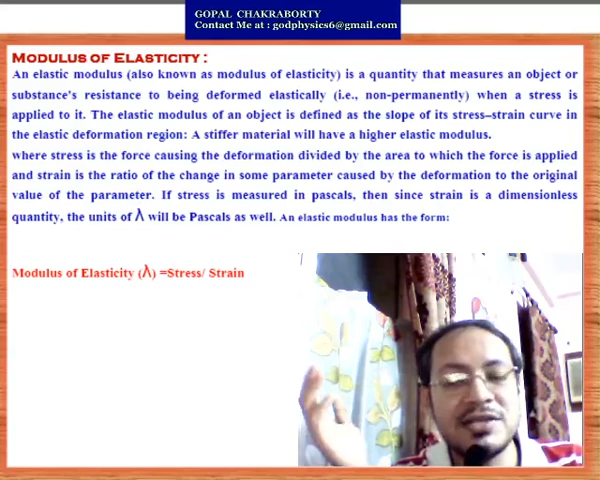 GOPAL CHAKRABORTY
Contact Me at : godphysics6@gmail.com
MODULUS OF ELASTICITY :
An elastic modulus (also known as modulus of elasticity) is a quantity that measures an object or
substance's resistance to being deformed elastically (i.e., non-permanently) when a stress is
applied to it. The elastic modulus of an object is defined as the slope of its stress–strain curve in
the elastic deformation region: A stiffer material will have a higher elastic modulus.
where stress is the force causing the deformation divided by the area to which the force is applied
and strain is the ratio of the change in some parameter caused by the deformation to the original
value of the parameter. If stress is measured in pascals, then since strain is a dimensionless
quantity, the units of λ will be Pascals as well. An elastic modulus has the form:
Modulus of Elasticity (λ) =Stress/ Strain